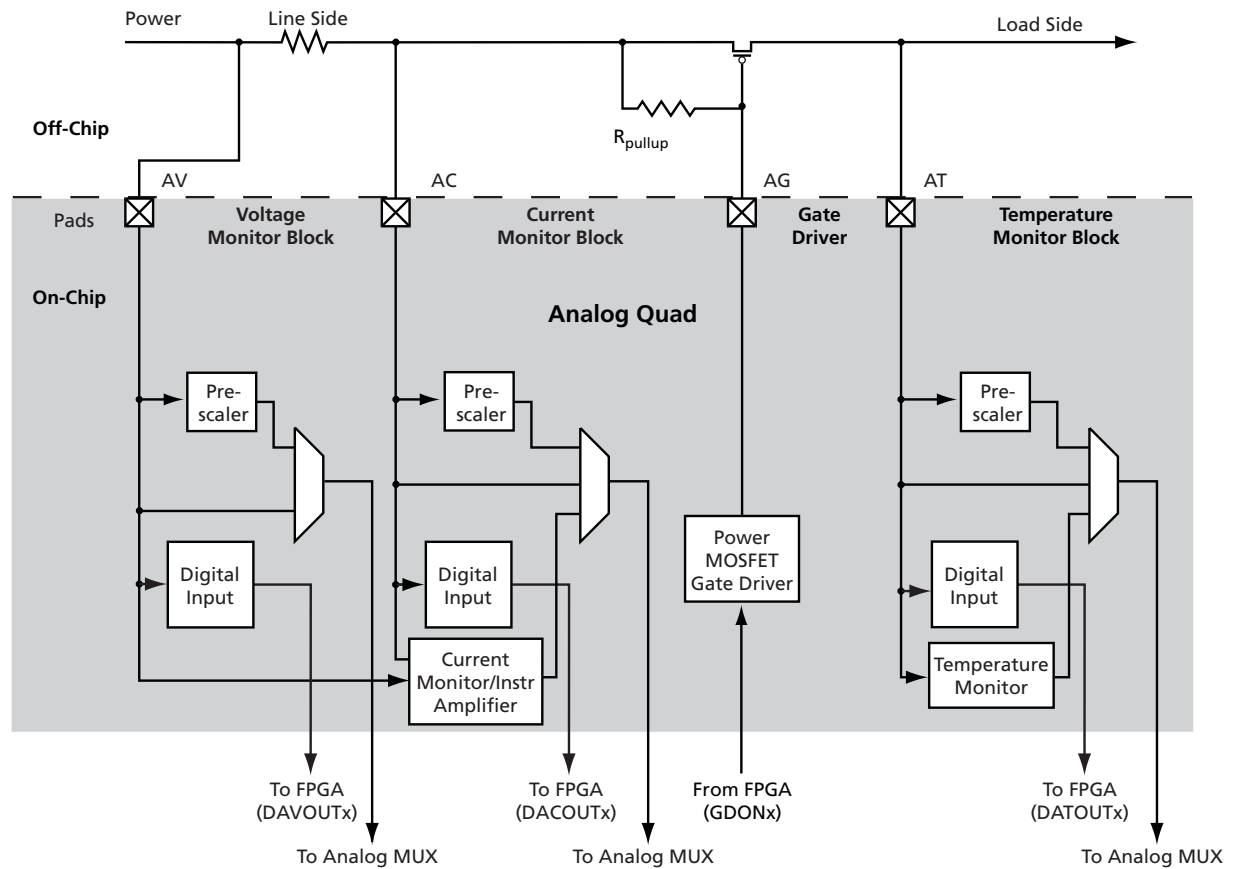 Power
Line Side
Load Side
Off-Chip
Rpullup
AV
AC
AG
AT
Pads
Voltage
Monitor Block
Current
Monitor Block
Gate
Driver
Temperature
Monitor Block
On-Chip
Analog Quad
Pre-
scaler
Pre-
scaler
Pre-
scaler
Power
MOSFET
Gate Driver
Digital
Input
Digital
Input
Digital
Input
Current
Monitor/Instr
Amplifier
Temperature
Monitor
To FPGA
(DAVOUTx)
To FPGA
(DACOUTx)
From FPGA
(GDONx)
To FPGA
(DATOUTx)
To Analog MUX
To Analog MUX
To Analog MUX